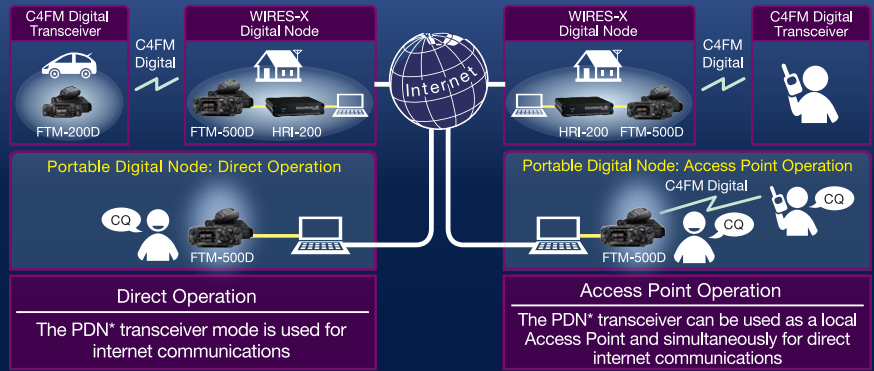 C4FM Digital
Transceiver
FTM-200D
C4FM
Digital
WIRES-X
Digital Node
FTM-500D
HRI-200
Internet
WIRES-X
Digital Node
HRI-200
FTM-500D
C4FM
Digital
C4FM Digital
Transceiver
Portable Digital Node: Direct Operation
CQ
FTM-500D
Portable Digital Node: Access Point Operation
C4FM Digital
CQ
CQ
FTM-500D
Direct Operation
The PDN* transceiver mode is used for
internet communications
Access Point Operation
The PDN* transceiver can be used as a local
Access Point and simultaneously for direct
internet communications